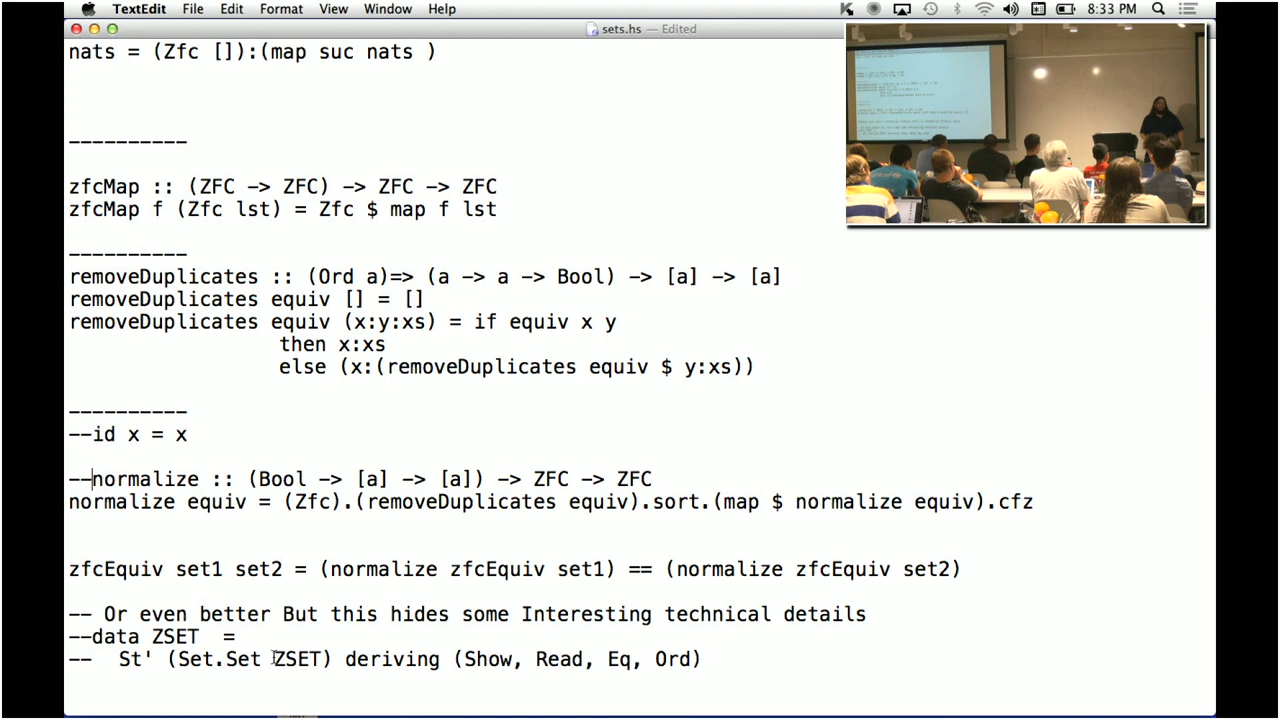 TextEdit File Edit Format View Window Help 8:33 PM
sets.hs — Edited
nats = (Zfc []):(map suc nats )
----------
zfcMap :: (ZFC -> ZFC) -> ZFC -> ZFC
zfcMap f (Zfc lst) = Zfc $ map f lst
----------
removeDuplicates :: (Ord a)=> (a -> a -> Bool) -> [a] -> [a]
removeDuplicates equiv [] = []
removeDuplicates equiv (x:y:xs) = if equiv x y
then x:xs
else (x:(removeDuplicates equiv $ y:xs))
----------
--id x = x
--normalize :: (Bool -> [a] -> [a]) -> ZFC -> ZFC
normalize equiv = (Zfc).(removeDuplicates equiv).sort.(map $ normalize equiv).cfz
zfcEquiv set1 set2 = (normalize zfcEquiv set1) == (normalize zfcEquiv set2)
-- Or even better But this hides some Interesting technical details
--data ZSET =
-- St' (Set.Set ZSET) deriving (Show, Read, Eq, Ord)